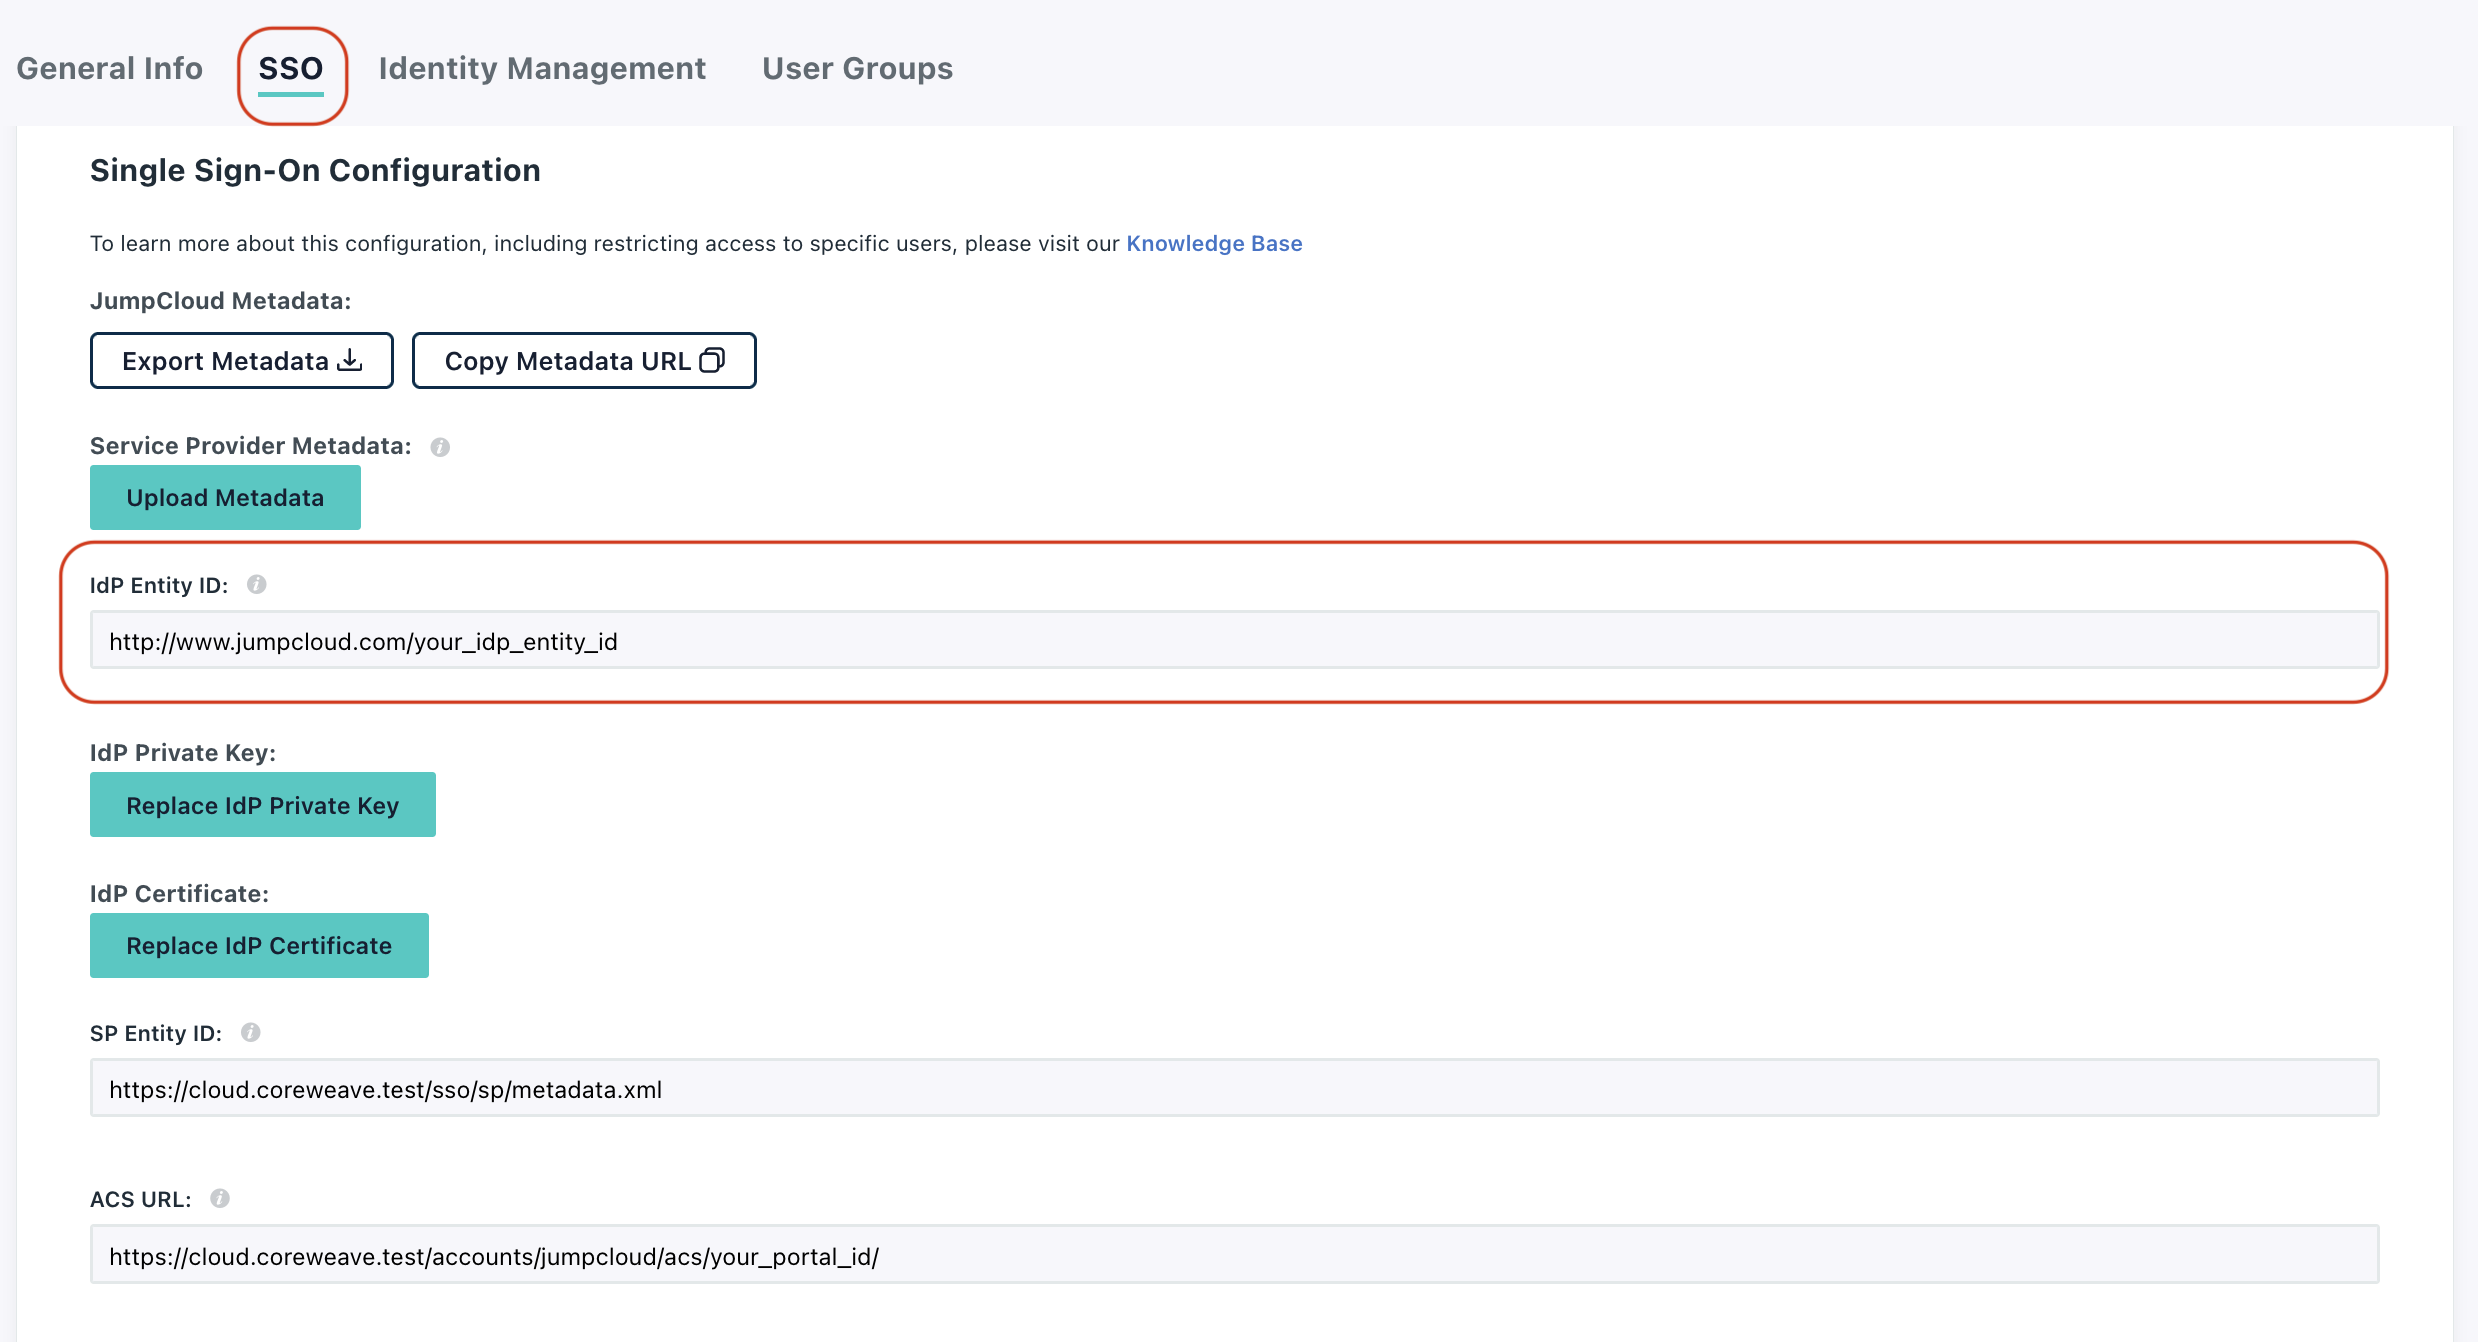 General Info SSO Identity Management User Groups
Single Sign-On Configuration
To learn more about this configuration, including restricting access to specific users, please visit our Knowledge Base
JumpCloud Metadata:
Export Metadata Copy Metadata URL
Service Provider Metadata: i
Upload Metadata
IdP Entity ID: i
http://www.jumpcloud.com/your_idp_entity_id
IdP Private Key:
Replace IdP Private Key
IdP Certificate:
Replace IdP Certificate
SP Entity ID: i
https://cloud.coreweave.test/sso/sp/metadata.xml
ACS URL: i
https://cloud.coreweave.test/accounts/jumpcloud/acs/your_portal_id/